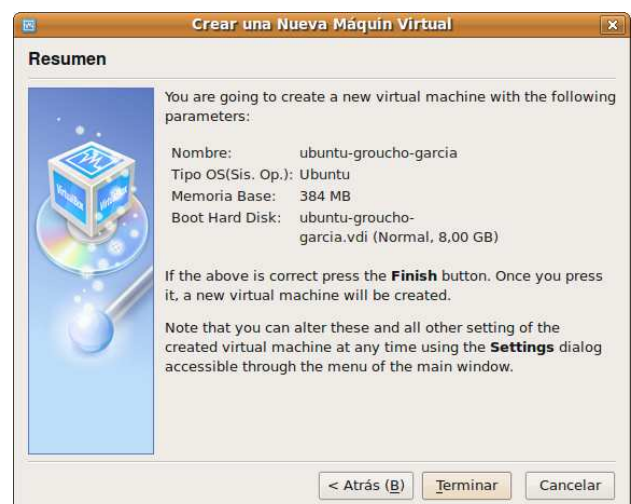 Crear una Nueva Máquin Virtual
Resumen
You are going to create a new virtual machine with the following
parameters:
Nombre: ubuntu-groucho-garcia
Tipo OS(Sis. Op.): Ubuntu
Memoria Base: 384 MB
Boot Hard Disk: ubuntu-groucho-
garcia.vdi (Normal, 8,00 GB)
VirtualBox
If the above is correct press the Finish button. Once you press
it, a new virtual machine will be created.
Note that you can alter these and all other setting of the
created virtual machine at any time using the Settings dialog
accessible through the menu of the main window.
< Atrás (B) Terminar Cancelar